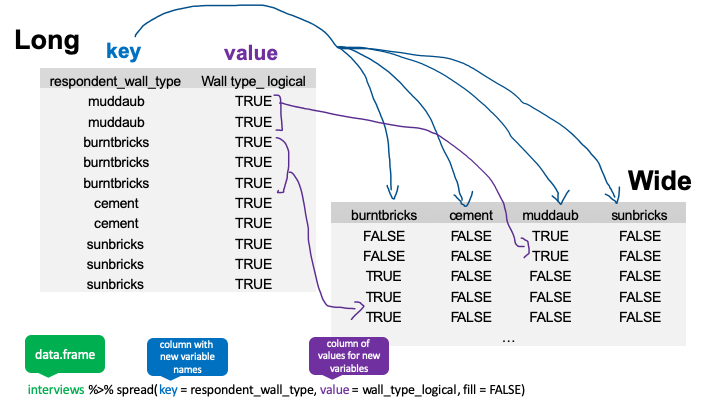 Long
key value
respondent_wall_type Wall type_ logical
muddaub TRUE
muddaub TRUE
burntbricks TRUE
burntbricks TRUE
burntbricks TRUE
cement TRUE
cement TRUE
sunbricks TRUE
sunbricks TRUE
sunbricks TRUE
Wide
burntbricks cement muddaub sunbricks
FALSE FALSE TRUE FALSE
FALSE FALSE TRUE FALSE
TRUE FALSE FALSE FALSE
TRUE FALSE FALSE FALSE
TRUE FALSE FALSE FALSE
...
data.frame
column with
new variable
names
column of
values for new
variables
interviews %>% spread( key = respondent_wall_type, value = wall_type_logical, fill = FALSE)